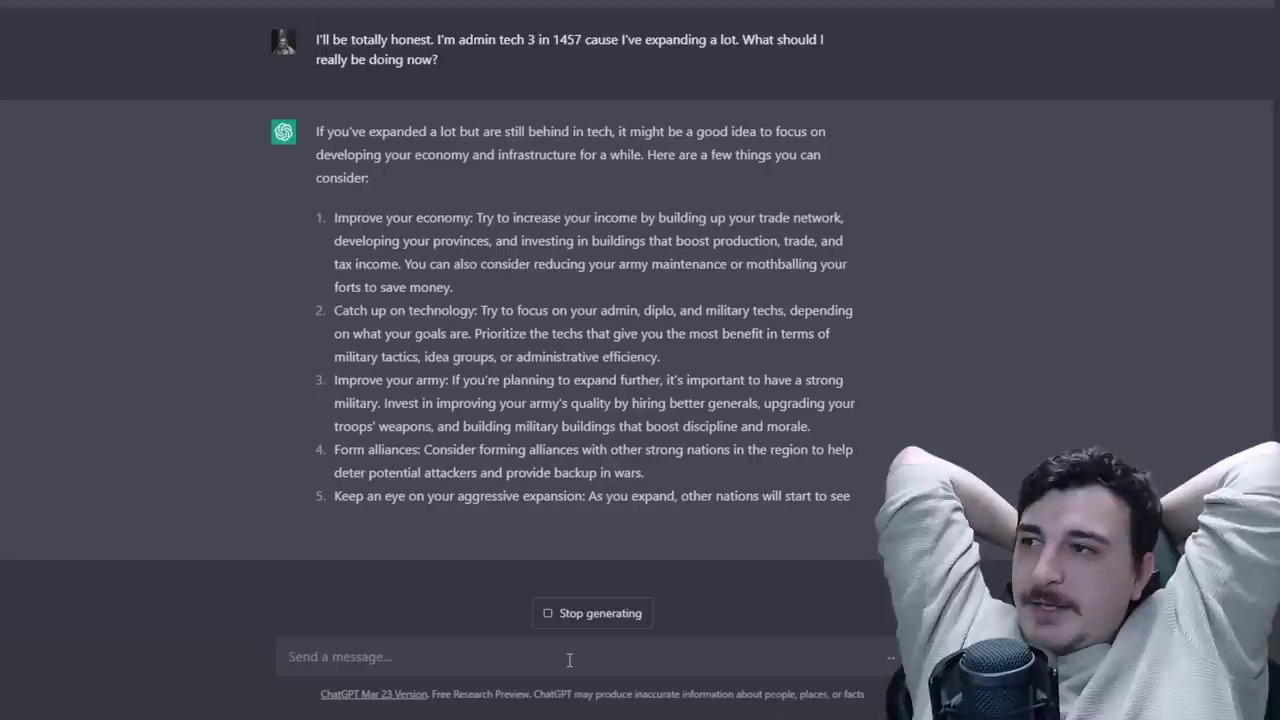 I'll be totally honest. I'm admin tech 3 in 1457 cause I've expanding a lot. What should I
really be doing now?
If you've expanded a lot but are still behind in tech, it might be a good idea to focus on
developing your economy and infrastructure for a while. Here are a few things you can
consider:
1. Improve your economy: Try to increase your income by building up your trade network,
developing your provinces, and investing in buildings that boost production, trade, and
tax income. You can also consider reducing your army maintenance or mothballing your
forts to save money.
2. Catch up on technology: Try to focus on your admin, diplo, and military techs, depending
on what your goals are. Prioritize the techs that give you the most benefit in terms of
military tactics, idea groups, or administrative efficiency.
3. Improve your army: If you're planning to expand further, it's important to have a strong
military. Invest in improving your army's quality by hiring better generals, upgrading your
troops' weapons, and building military buildings that boost discipline and morale.
4. Form alliances: Consider forming alliances with other strong nations in the region to help
deter potential attackers and provide backup in wars.
5. Keep an eye on your aggressive expansion: As you expand, other nations will start to see
Stop generating
Send a message...
ChatGPT Mar 23 Version. Free Research Preview. ChatGPT may produce inaccurate information about people, places, or facts